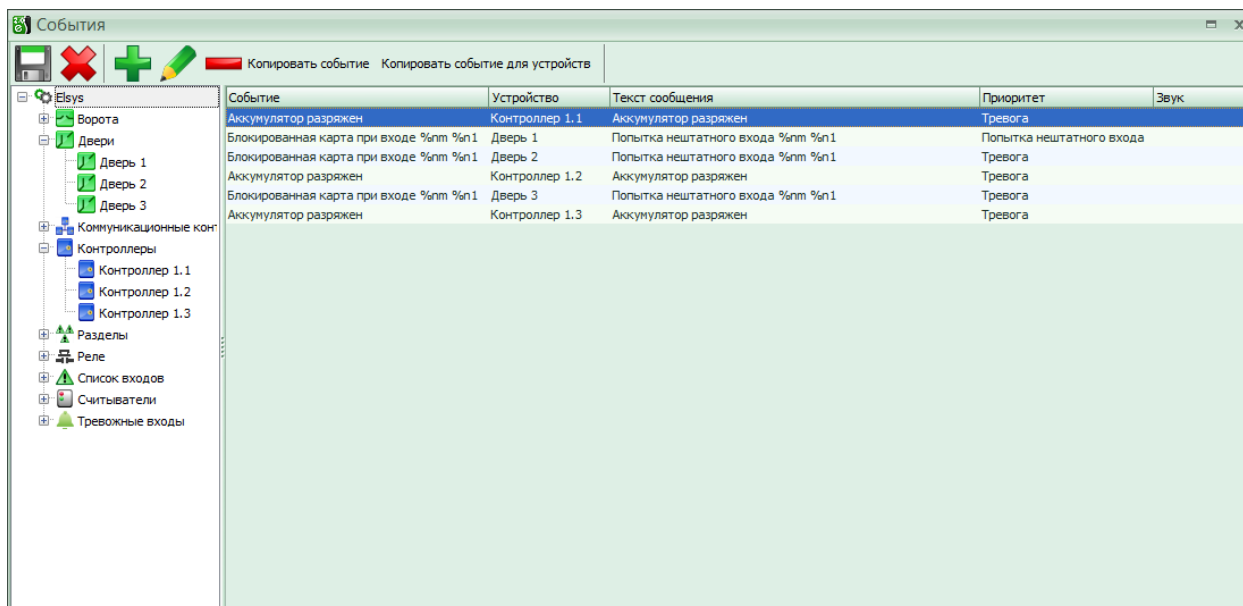 События
Копировать событие Копировать событие для устройств
Elsys
Ворота
Двери
Дверь 1
Дверь 2
Дверь 3
Коммуникационные конт
Контроллеры
Контроллер 1.1
Контроллер 1.2
Контроллер 1.3
Разделы
Реле
Список входов
Считыватели
Тревожные входы
Событие Устройство Текст сообщения Приоритет Звук
Аккумулятор разряжен Контроллер 1.1 Аккумулятор разряжен Тревога
Блокированная карта при входе %nm %n1 Дверь 1 Попытка нештатного входа %nm %n1 Попытка нештатного входа
Блокированная карта при входе %nm %n1 Дверь 2 Попытка нештатного входа %nm %n1 Тревога
Аккумулятор разряжен Контроллер 1.2 Аккумулятор разряжен Тревога
Блокированная карта при входе %nm %n1 Дверь 3 Попытка нештатного входа %nm %n1 Тревога
Аккумулятор разряжен Контроллер 1.3 Аккумулятор разряжен Тревога